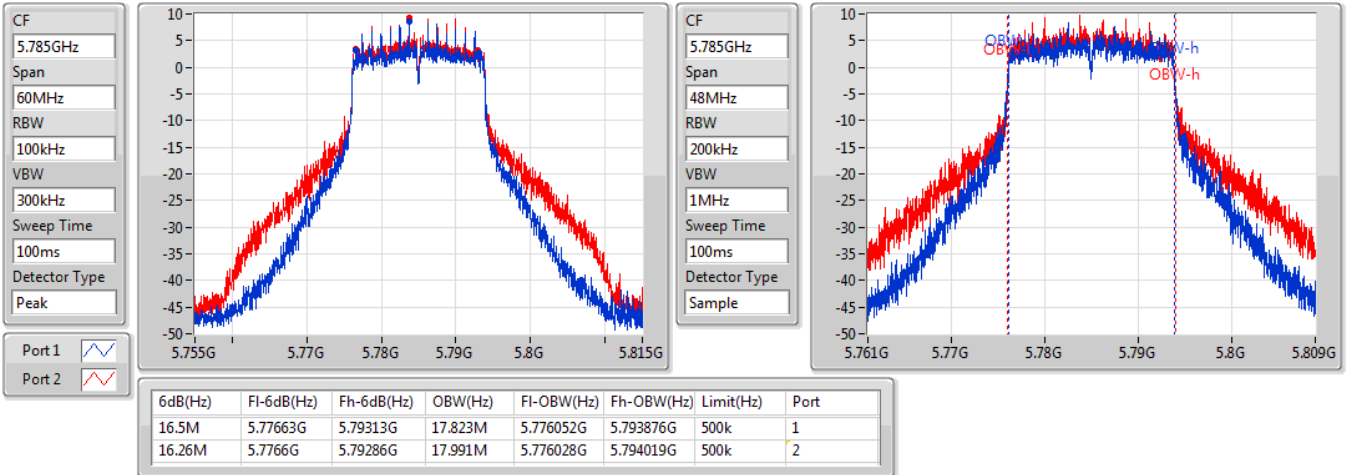 CF
5.785GHz
Span
60MHz
RBW
100kHz
VBW
300kHz
Sweep Time
100ms
Detector Type
Peak
Port 1
Port 2
10
5
0
-5
-10
-15
-20
-25
-30
-35
-40
-45
-50
5.755G 5.77G 5.78G 5.79G 5.8G 5.815G
CF
5.785GHz
Span
48MHz
RBW
200kHz
VBW
1MHz
Sweep Time
100ms
Detector Type
Sample
10
5
0
-5
-10
-15
-20
-25
-30
-35
-40
-45
-50
OBW-h
OBW-h
5.761G 5.77G 5.78G 5.79G 5.8G 5.809G
6dB(Hz) Fl-6dB(Hz) Fh-6dB(Hz) OBW(Hz) Fl-OBW(Hz) Fh-OBW(Hz) Limit(Hz) Port
16.5M 5.77663G 5.79313G 17.823M 5.776052G 5.793876G 500k 1
16.26M 5.7766G 5.79286G 17.991M 5.776028G 5.794019G 500k 2